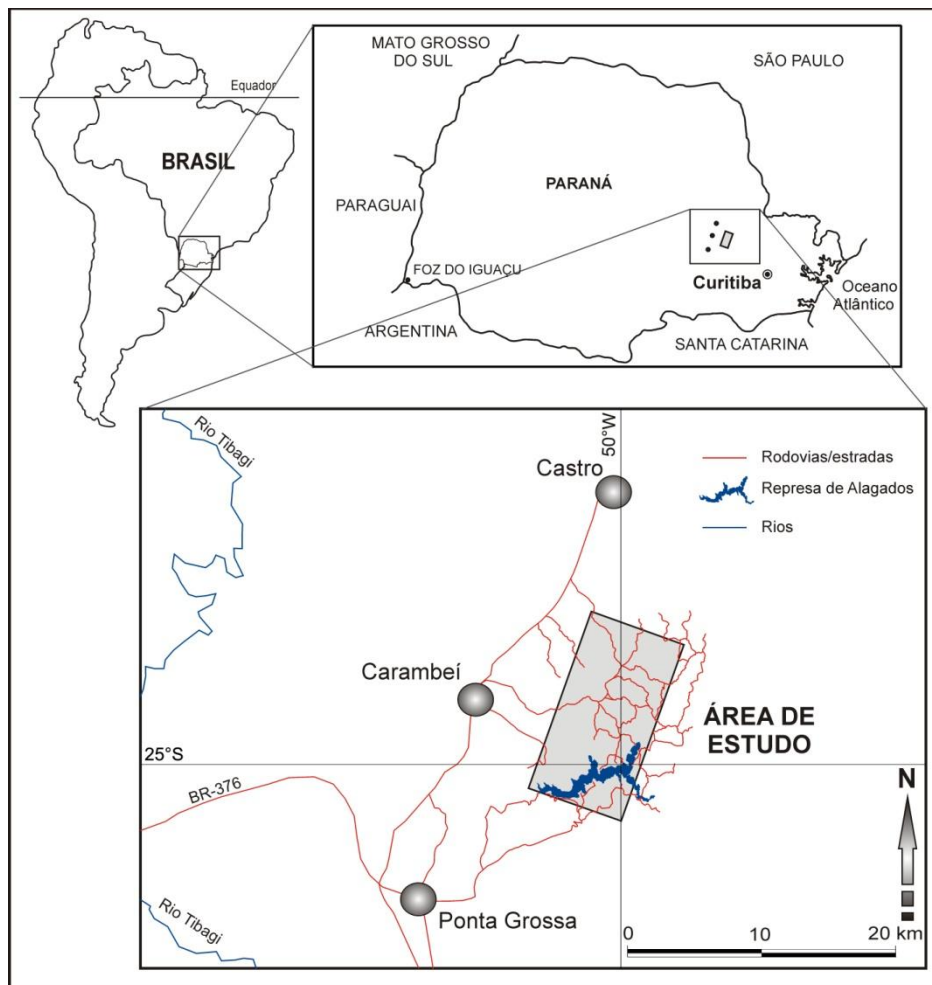 Equador
BRASIL
MATO GROSSO
DO SUL
SÃO PAULO
PARANÁ
PARAGUAI
FOZ DO IGUAÇU
Curitiba
Oceano
Atlântico
ARGENTINA
SANTA CATARINA
Rio Tibagi
50°W
Castro
Rodovias/estradas
Represa de Alagados
Rios
Carambeí
ÁREA DE
ESTUDO
25°S
BR-376
N
Ponta Grossa
Rio Tibagi
0 10 20 km